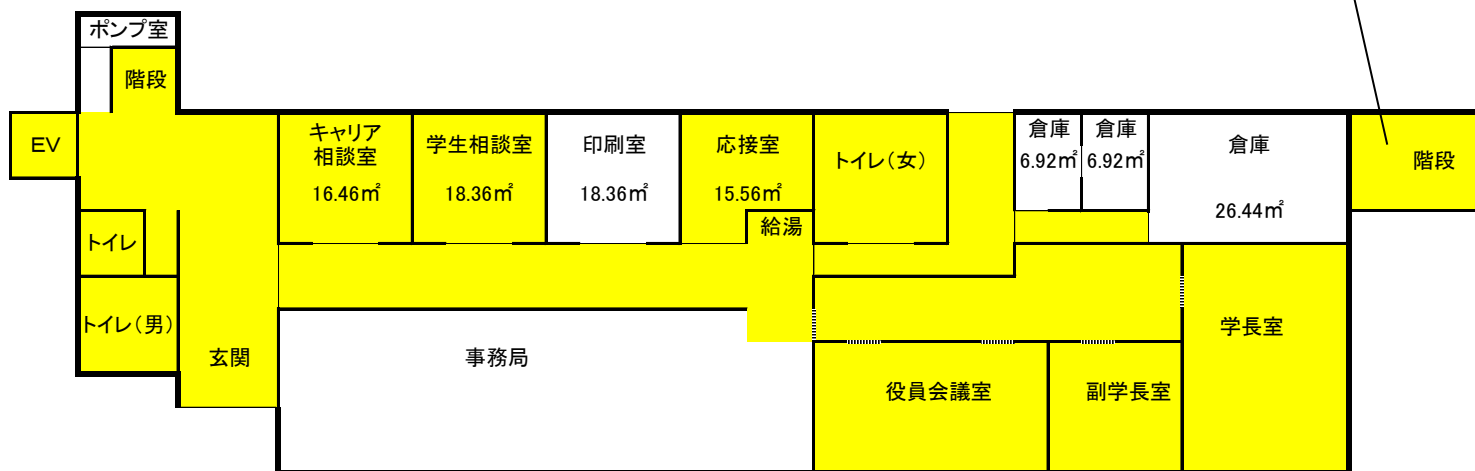 ポンプ室
階段
EV
キャリア
相談室
16.46㎡
学生相談室
18.36㎡
印刷室
18.36㎡
応接室
15.56㎡
給湯
トイレ（女）
倉庫
6.92㎡
倉庫
6.92㎡
倉庫
26.44㎡
階段
トイレ
トイレ（男）
玄関
事務局
役員会議室
副学長室
学長室